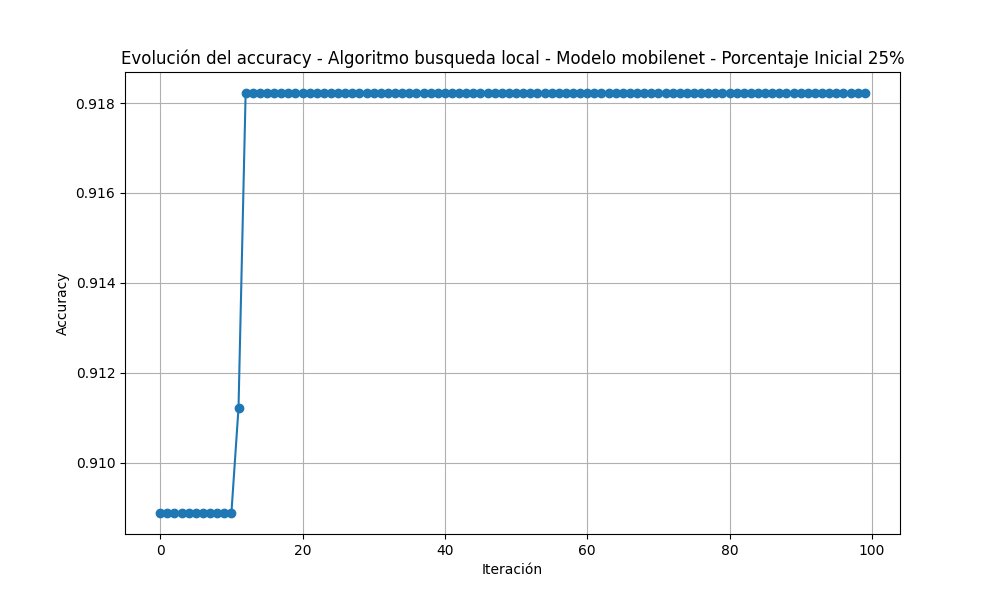 Evolución del accuracy - Algoritmo busqueda local - Modelo mobilenet - Porcentaje Inicial 25%
0.918
0.916
0.914
0.912
0.910
Accuracy
0 20 40 60 80 100
Iteración